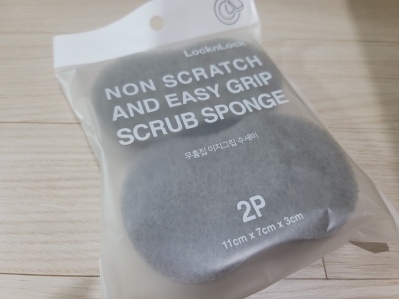 LocknLock
NON SCRATCH
AND EASY GRIP
SCRUB SPONGE
무흠집 이지그립 수세미
2P
11cm x 7cm x 3cm